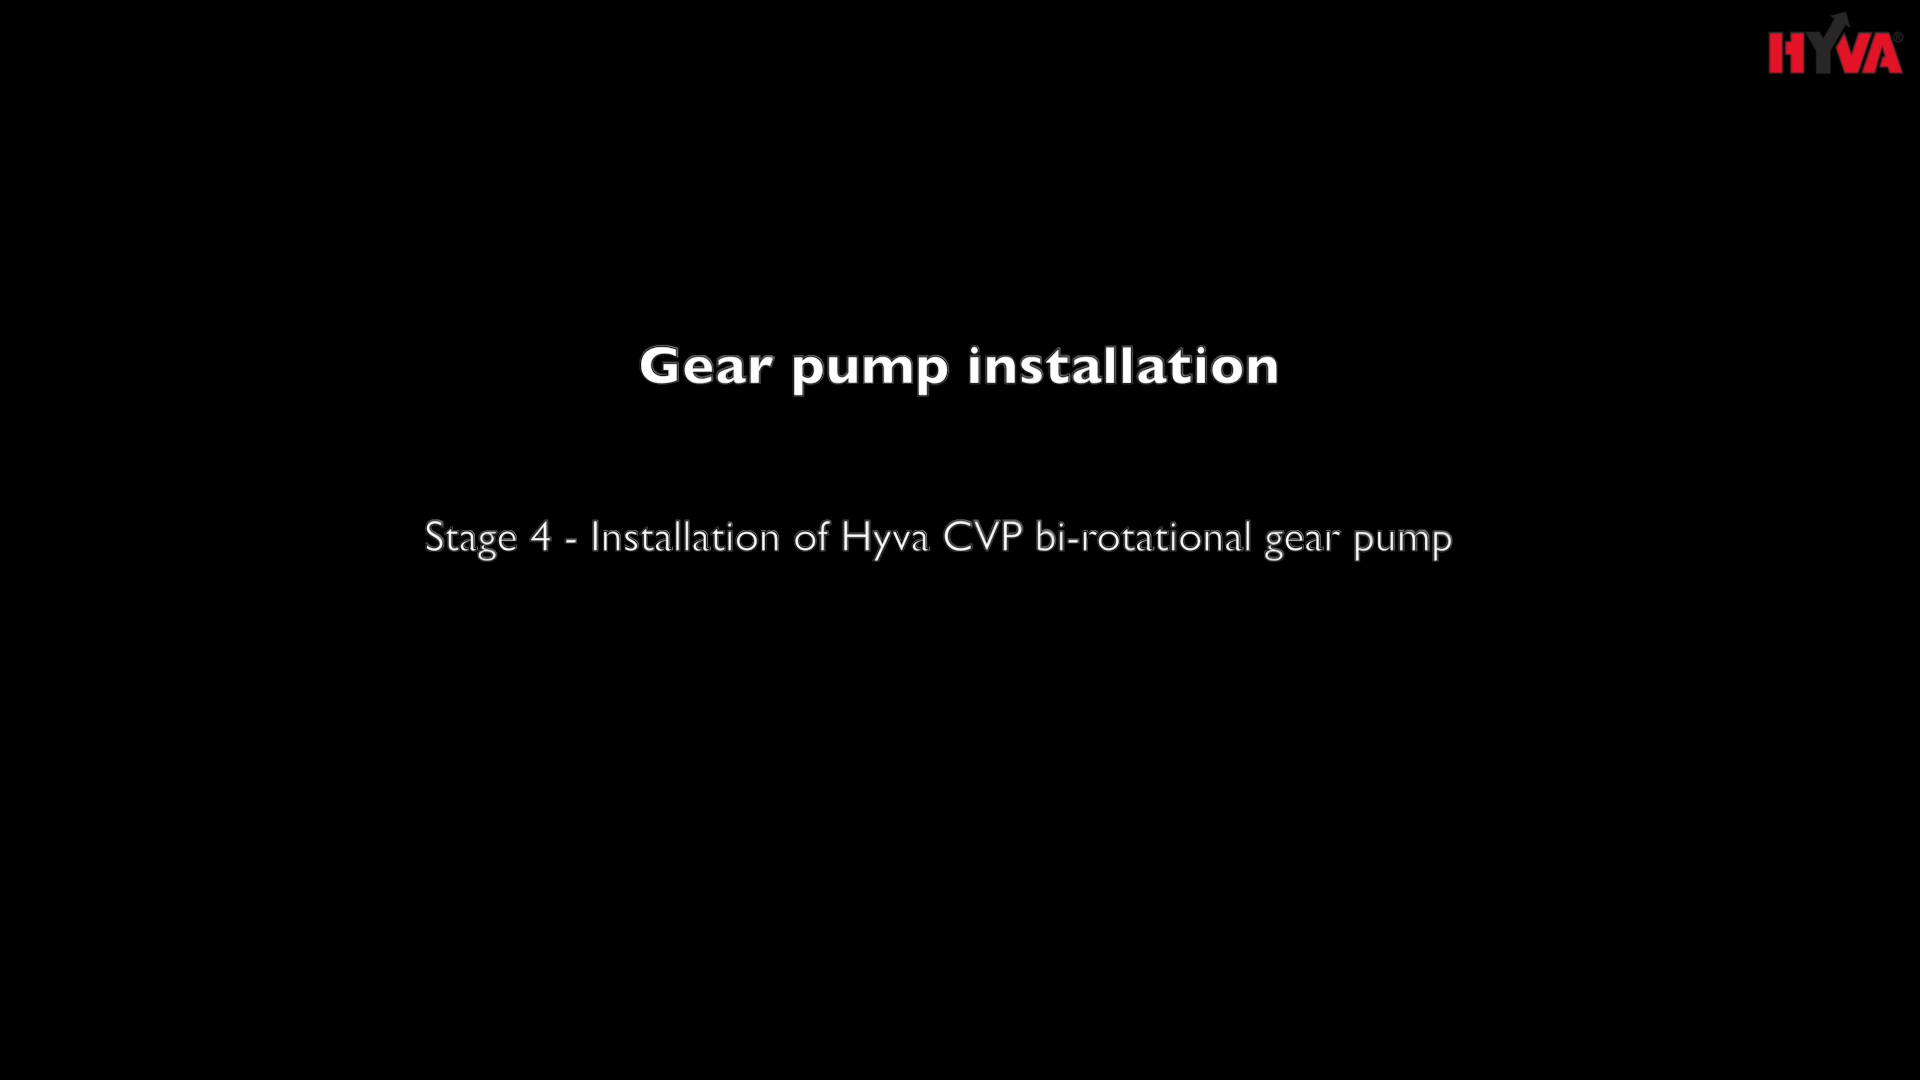 HYVA®
Gear pump installation
Stage 4 - Installation of Hyva CVP bi-rotational gear pump